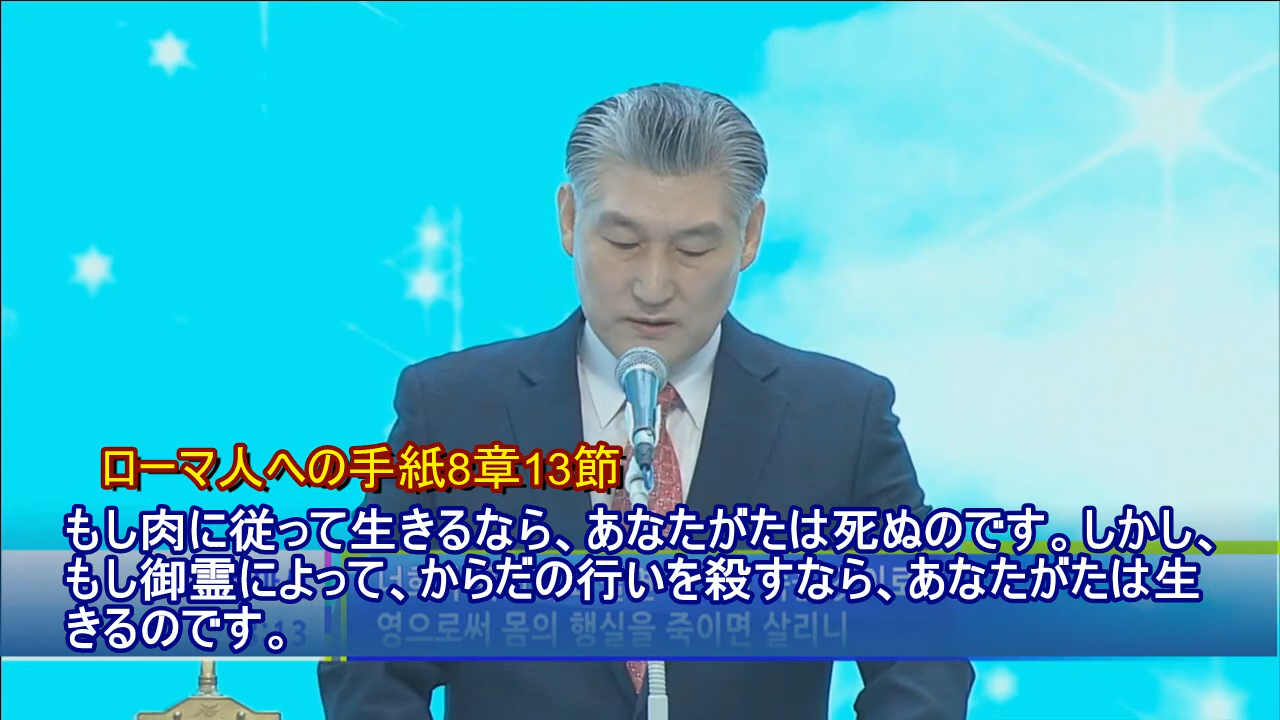 ローマ人への手紙8章13節
もし肉に従って生きるなら、あなたがたは死ぬのです。しかし、
もし御霊によって、からだの行いを殺すなら、あなたがたは生
きるのです。
13
영으로써 몸의 행실을 죽이면 살리니